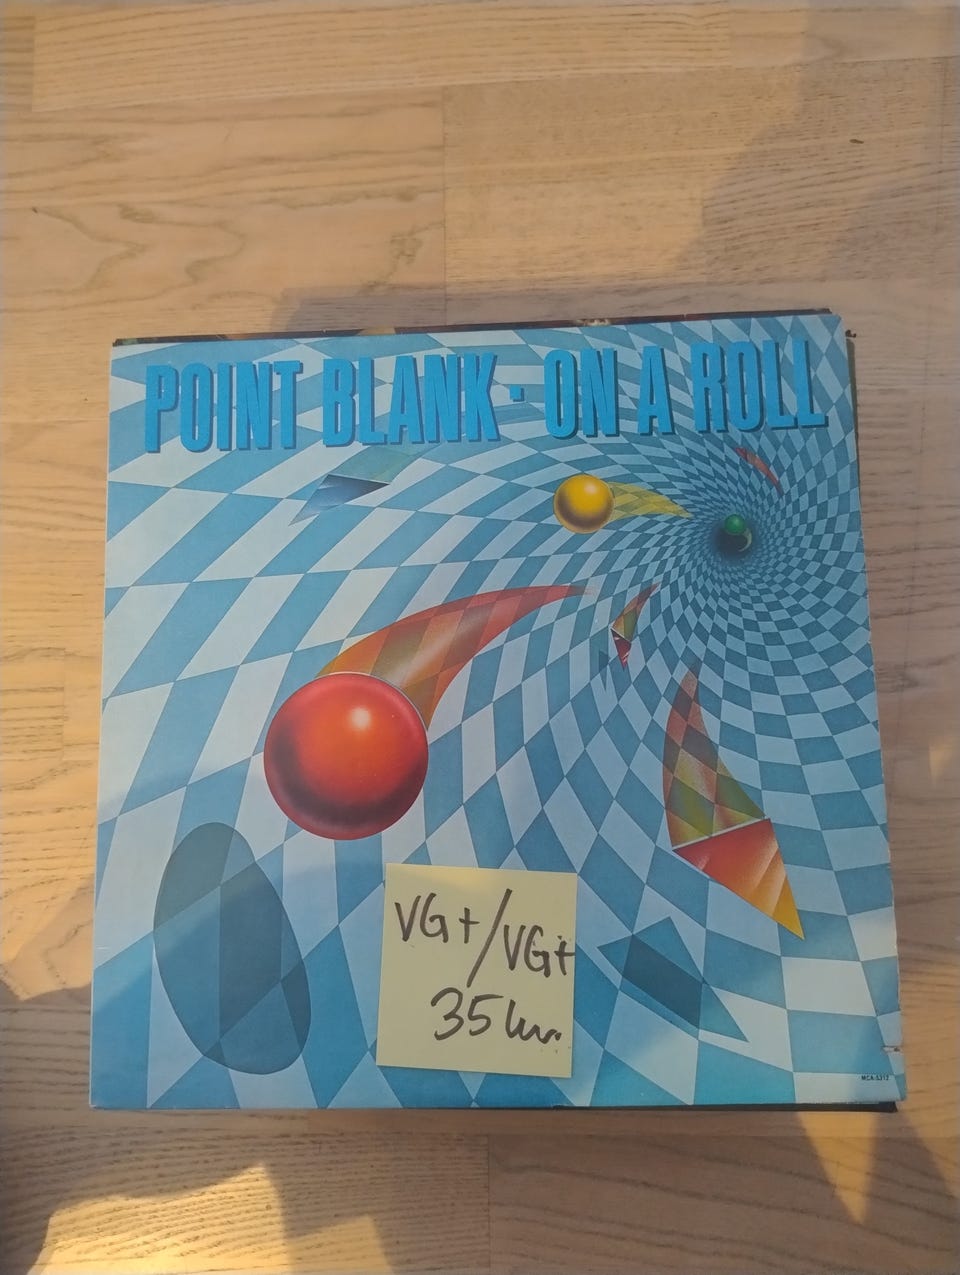 POINT BLANK · ON A ROLL
VG+/VG+
35 kr.
MCA-5312